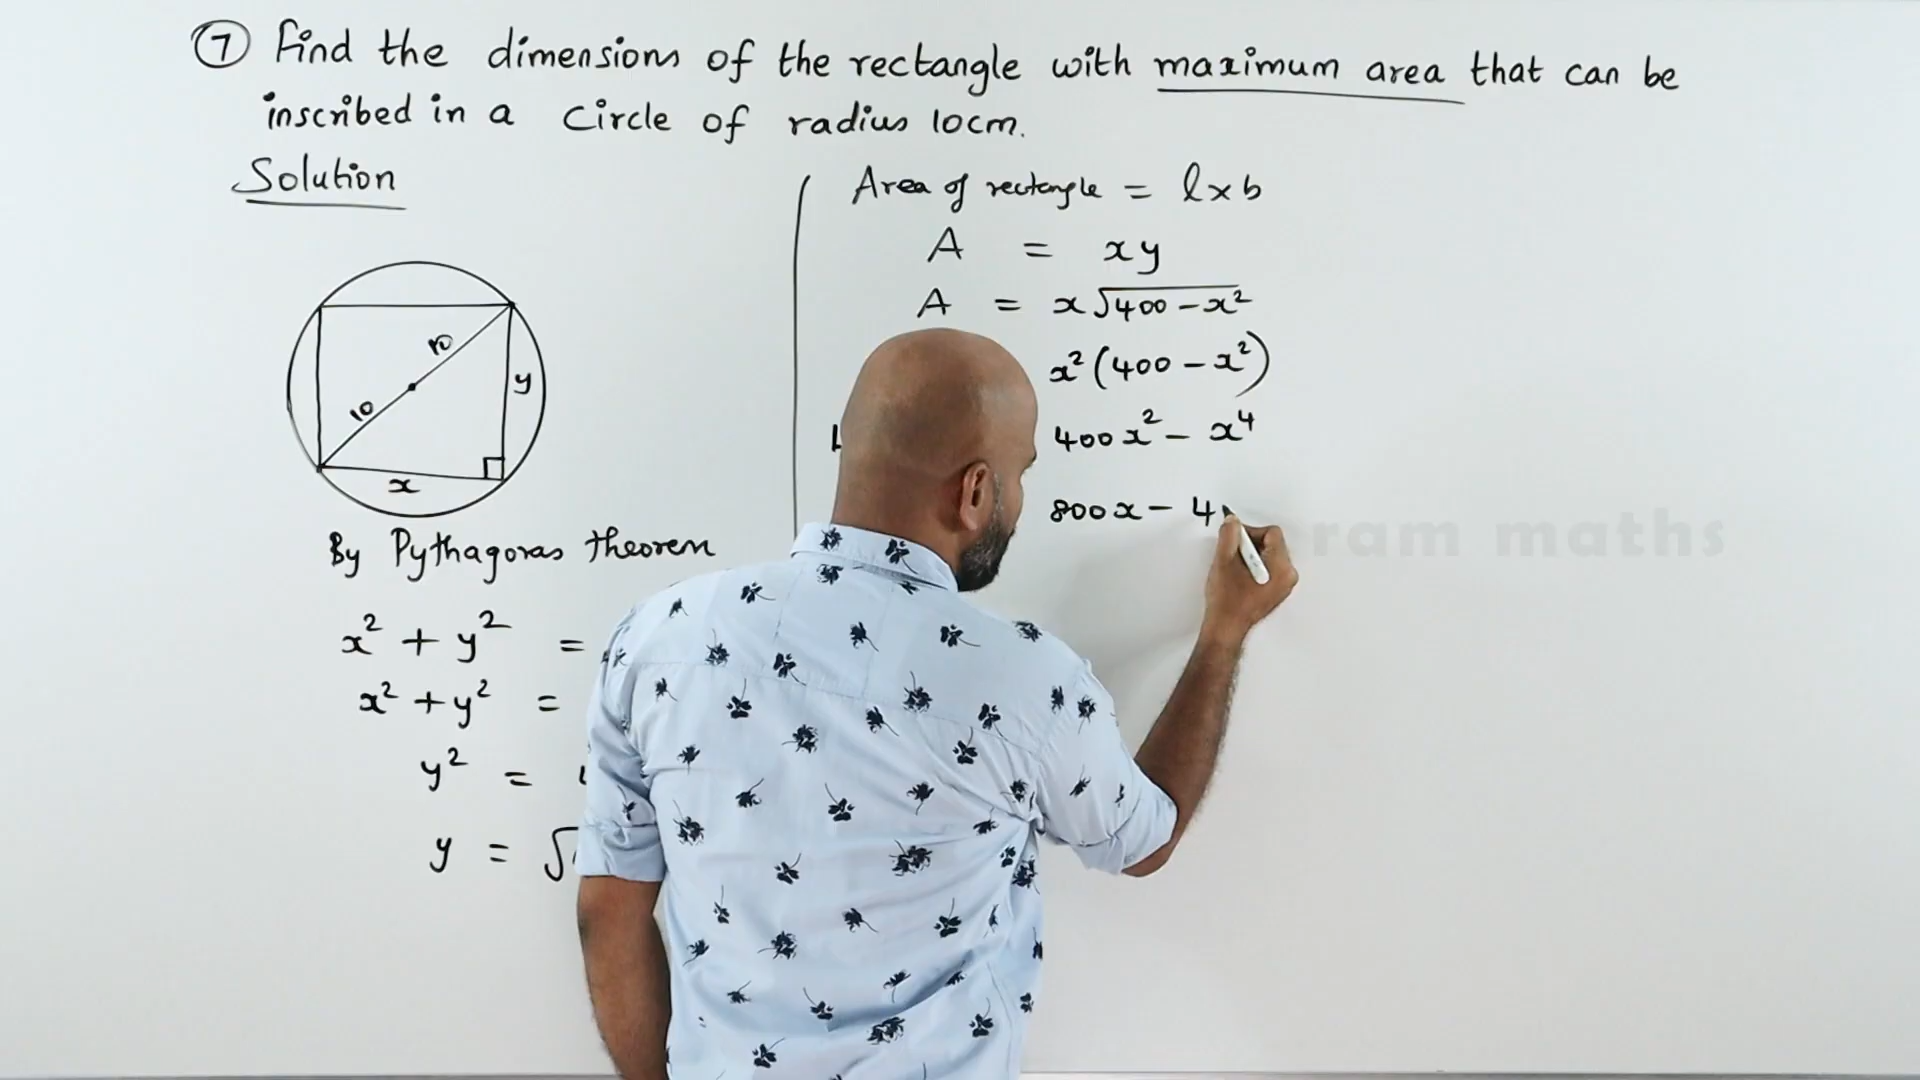 ⑦ Find the dimensions of the rectangle with maximum area that can be
inscribed in a circle of radius 10cm.
Solution
10
10
y
x
By Pythagoras theorem
x² + y² =
x² + y² =
y² =
y = √
Area of rectangle = l × b
A = xy
A = x√400 - x²
x²(400 - x²)
400x² - x⁴
800x - 4
ram maths